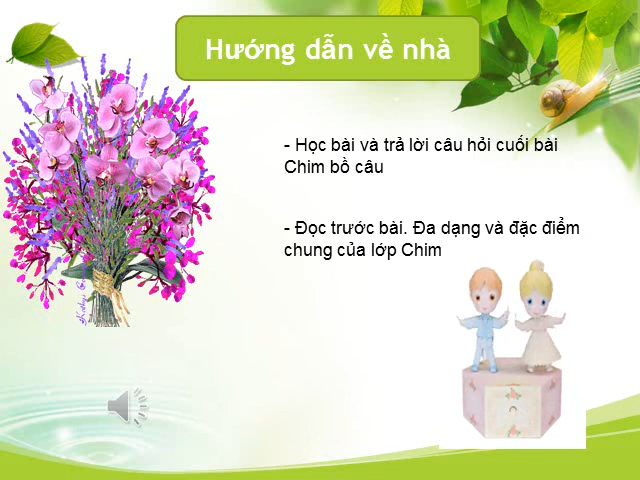 Hướng dẫn về nhà
- Học bài và trả lời câu hỏi cuối bài
Chim bồ câu
- Đọc trước bài. Đa dạng và đặc điểm
chung của lớp Chim